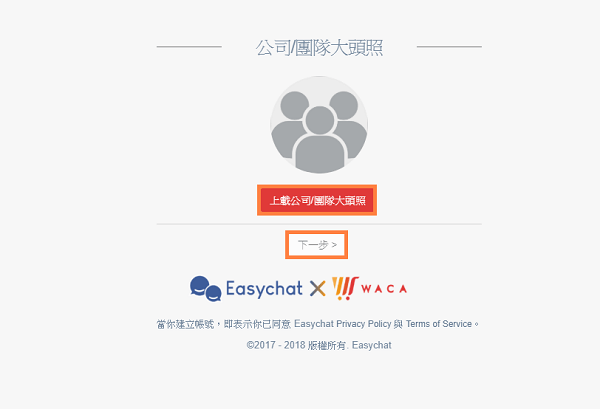 公司/團隊大頭照
上載公司/團隊大頭照
下一步 >
Easychat X WACA
當你建立帳號，即表示你已同意 Easychat Privacy Policy 與 Terms of Service。
©2017 - 2018 版權所有. Easychat